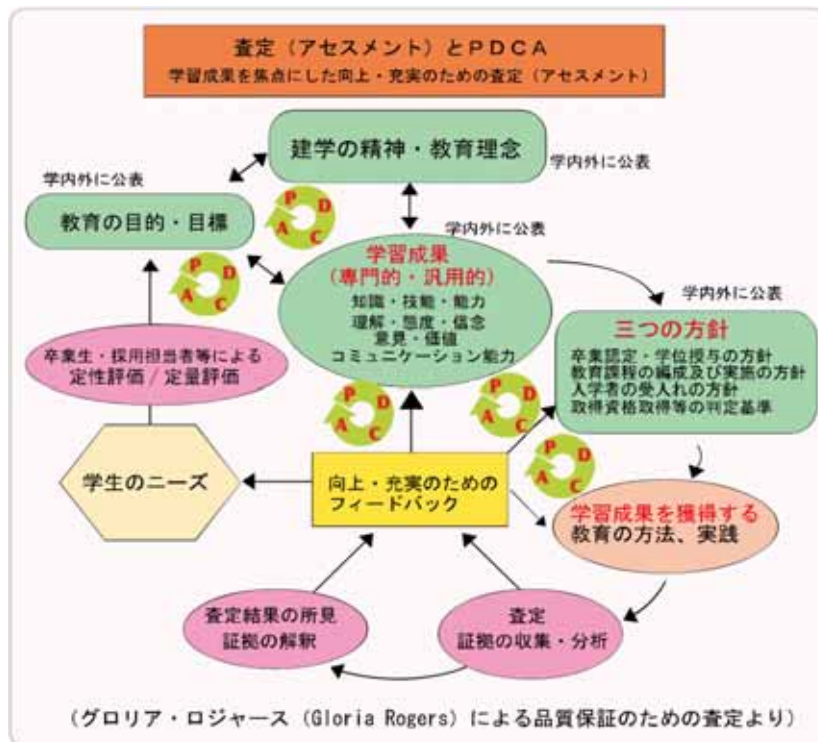 査定（アセスメント）とPDCA
学習成果を焦点にした向上・充実のための査定（アセスメント）
建学の精神・教育理念
学内外に公表
学内外に公表
教育の目的・目標
P
D
A
C
学内外に公表
学習成果
（専門的・汎用的）
知識・技能・能力
理解・態度・信念
意見・価値
コミュニケーション能力
P
D
A
C
学内外に公表
三つの方針
卒業認定・学位授与の方針
教育課程の編成及び実施の方針
入学者の受入れの方針
取得資格取得等の判定基準
卒業生・採用担当者等による
定性評価/定量評価
P
D
A
C
P
D
A
C
P
D
A
C
学生のニーズ
向上・充実のための
フィードバック
学習成果を獲得する
教育の方法、実践
査定結果の所見
証拠の解釈
査定
証拠の収集・分析
（グロリア・ロジャース（Gloria Rogers）による品質保証のための査定より）